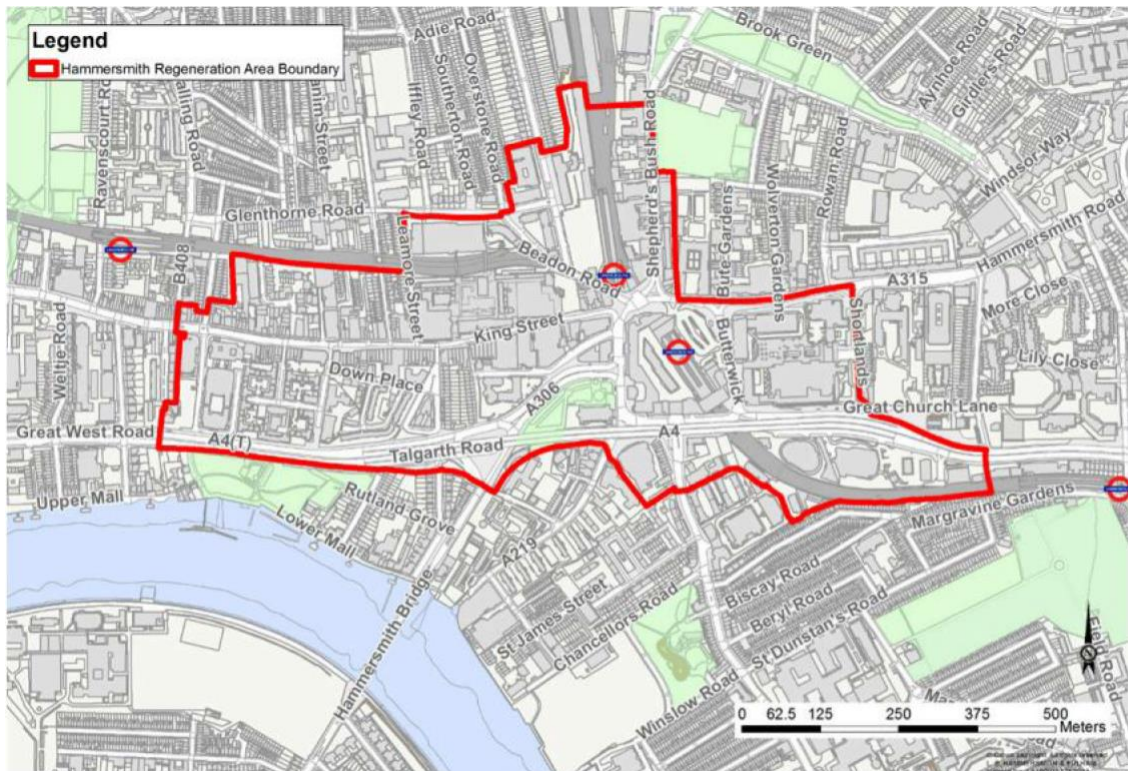 Legend
Hammersmith Regeneration Area Boundary
Adie Road
Brook Green
Aynhoe Road
Girdlers Road
Iffley Road
Southerton Road
Overstone Road
Ravenscourt
Street
Shepherd's Bush Road
Windsor Way
Rowan Road
Glenthorne Road
B408
Leamore Street
Beadon Road
Bute Gardens
Wolverton Gardens
Hammersmith Road
A315
More Close
Weltje Road
King Street
Butterwick
Shortlands
Lily Close
Down Place
A306
Great Church Lane
Great West Road
A4(T)
Talgarth Road
A4
Upper Mall
Rutland Grove
Lower Mall
Margravine Gardens
A219
Biscay Road
St James Street
Beryl Road
Chancellors Road
St Dunstan's Road
Hammersmith Bridge
Winslow Road
Road
0 62.5 125 250 375 500
Meters